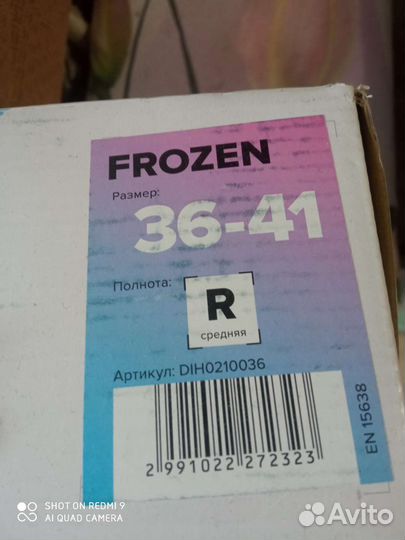 FROZEN
Размер:
36-41
Полнота:
R
средняя
Артикул: DIH0210036
2 991022 272323
EN 15638
SHOT ON REDMI 9
AI QUAD CAMERA
Avito